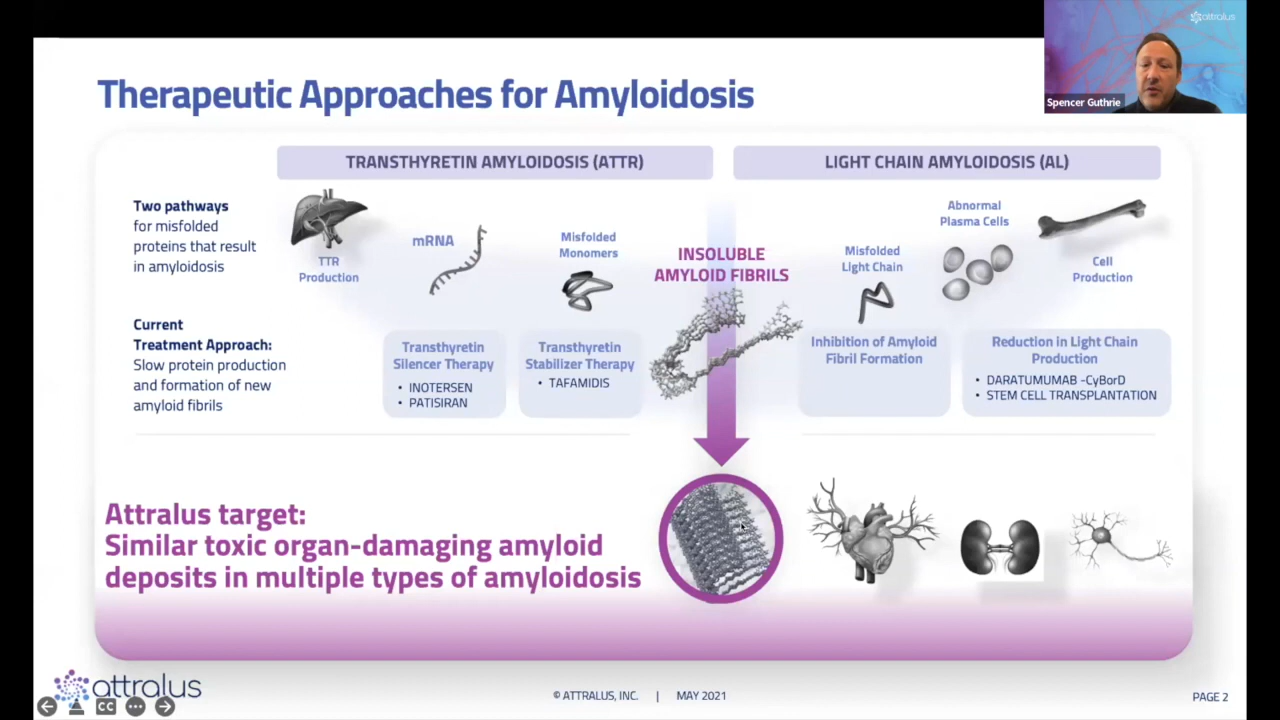 attralus
Spencer Guthrie
Therapeutic Approaches for Amyloidosis
TRANSTHYRETIN AMYLOIDOSIS (ATTR)
LIGHT CHAIN AMYLOIDOSIS (AL)
Two pathways
for misfolded
proteins that result
in amyloidosis
TTR
Production
mRNA
Misfolded
Monomers
INSOLUBLE
AMYLOID FIBRILS
Misfolded
Light Chain
Abnormal
Plasma Cells
Cell
Production
Current
Treatment Approach:
Slow protein production
and formation of new
amyloid fibrils
Transthyretin
Silencer Therapy
• INOTERSEN
• PATISIRAN
Transthyretin
Stabilizer Therapy
• TAFAMIDIS
Inhibition of Amyloid
Fibril Formation
Reduction in Light Chain
Production
• DARATUMUMAB -CyBorD
• STEM CELL TRANSPLANTATION
Attralus target:
Similar toxic organ-damaging amyloid
deposits in multiple types of amyloidosis
attralus
CC
© ATTRALUS, INC. | MAY 2021
PAGE 2